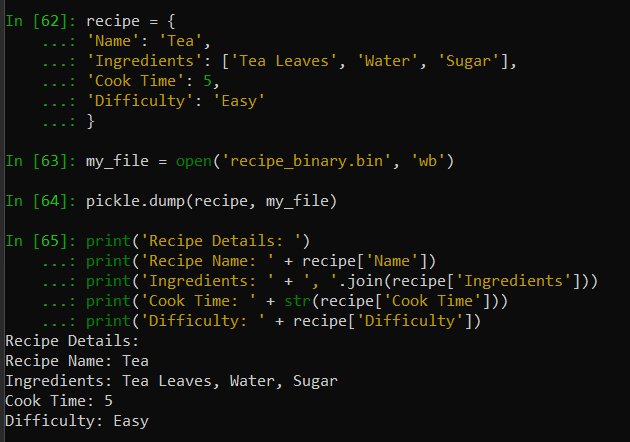 In [62]: recipe = {
    ...: 'Name': 'Tea',
    ...: 'Ingredients': ['Tea Leaves', 'Water', 'Sugar'],
    ...: 'Cook Time': 5,
    ...: 'Difficulty': 'Easy'
    ...: }
In [63]: my_file = open('recipe_binary.bin', 'wb')
In [64]: pickle.dump(recipe, my_file)
In [65]: print('Recipe Details: ')
    ...: print('Recipe Name: ' + recipe['Name'])
    ...: print('Ingredients: ' + ', '.join(recipe['Ingredients']))
    ...: print('Cook Time: ' + str(recipe['Cook Time']))
    ...: print('Difficulty: ' + recipe['Difficulty'])
Recipe Details:
Recipe Name: Tea
Ingredients: Tea Leaves, Water, Sugar
Cook Time: 5
Difficulty: Easy